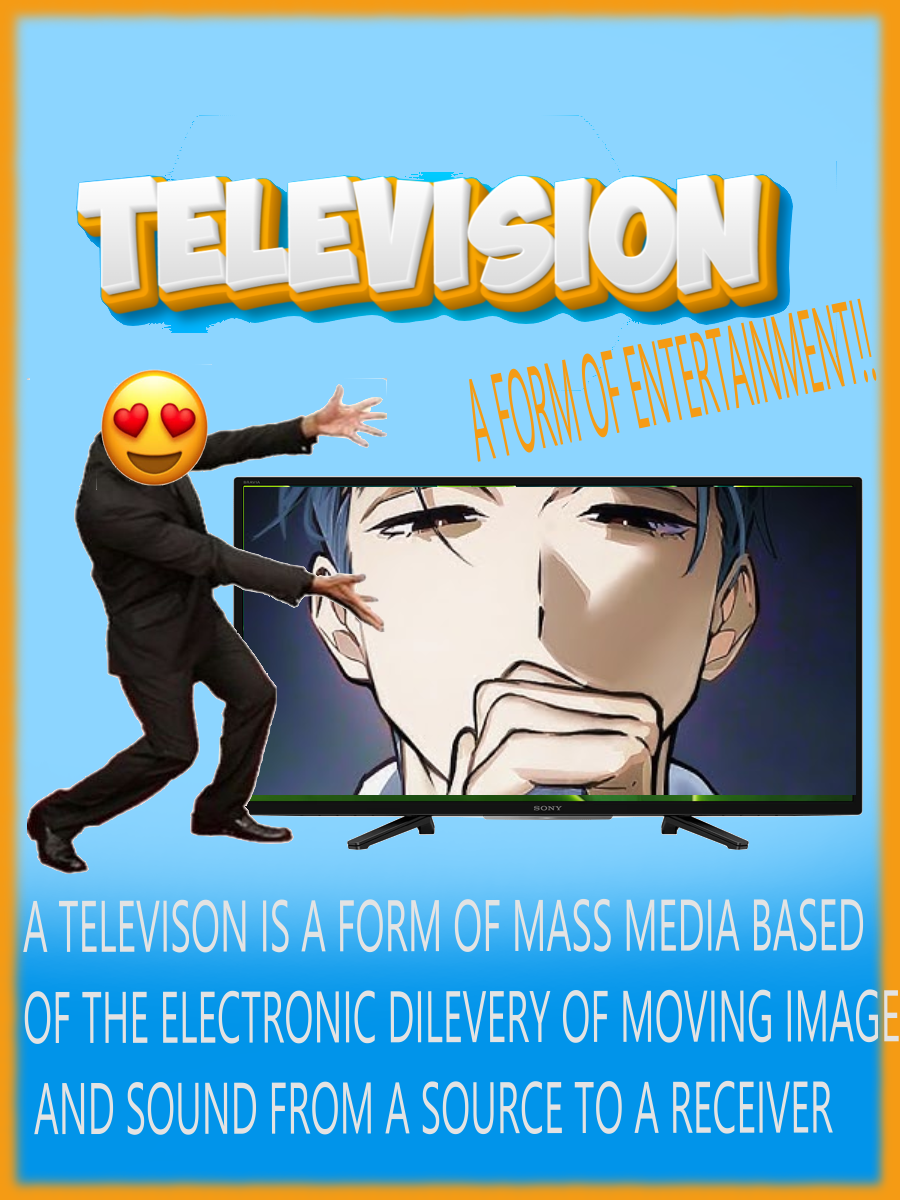 TELEVISION
A FORM OF ENTERTAINMENT!!
SONY
A TELEVISON IS A FORM OF MASS MEDIA BASED
OF THE ELECTRONIC DILEVERY OF MOVING IMAGE
AND SOUND FROM A SOURCE TO A RECEIVER